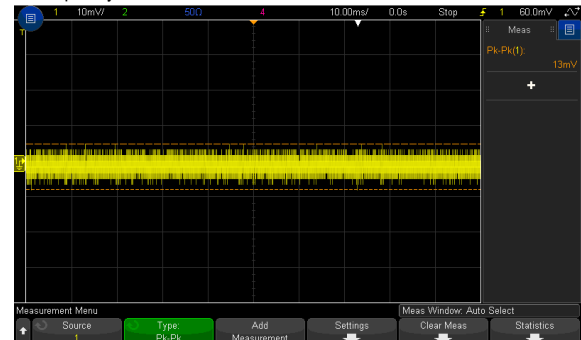 1 10mV/ 2 50Ω 4 10.00ms/ 0.0s Stop 1 60.0mV
T
Meas
Pk-Pk(1):
13mV
+
1
Measurement Menu
Meas Window: Auto Select
Source Type: Add Settings Clear Meas Statistics
1 Pk-Pk Measurement